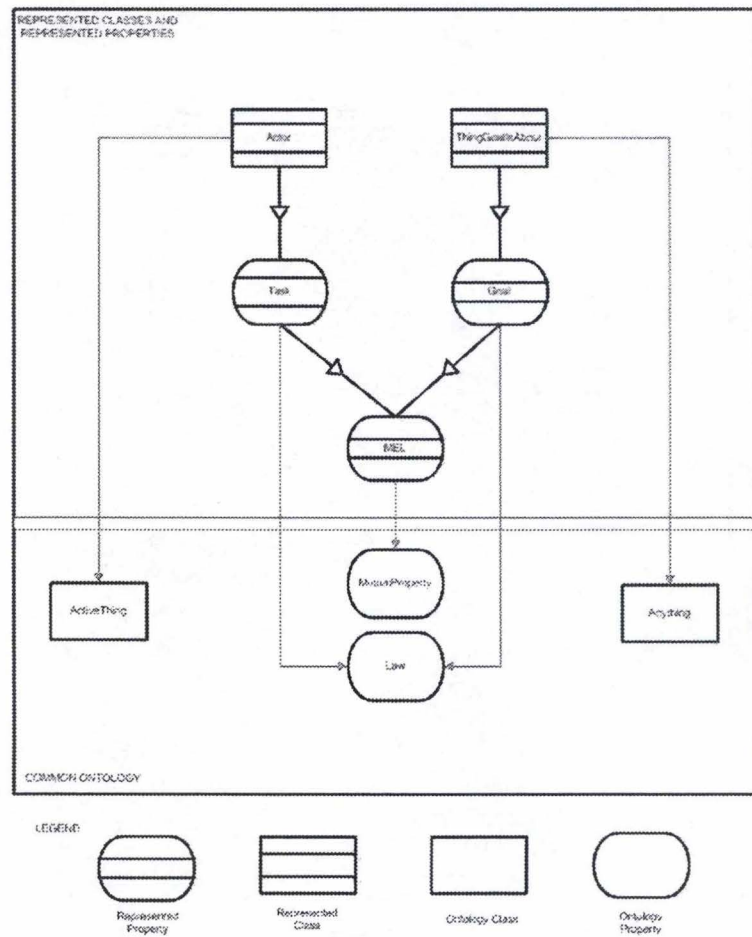 REPRESENTED CLASSES AND
REPRESENTED PROPERTIES
Actor
ThingGoalIsAbout
Task
Goal
MEL
MutualProperty
ActiveThing
Anything
Law
COMMON ONTOLOGY
LEGEND
Represented
Property
Represented
Class
Ontology Class
Ontology
Property